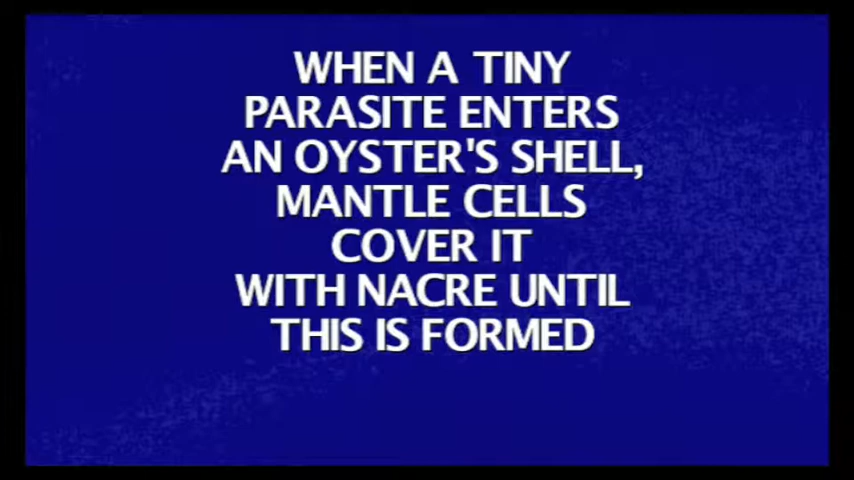 WHEN A TINY
PARASITE ENTERS
AN OYSTER'S SHELL,
MANTLE CELLS
COVER IT
WITH NACRE UNTIL
THIS IS FORMED